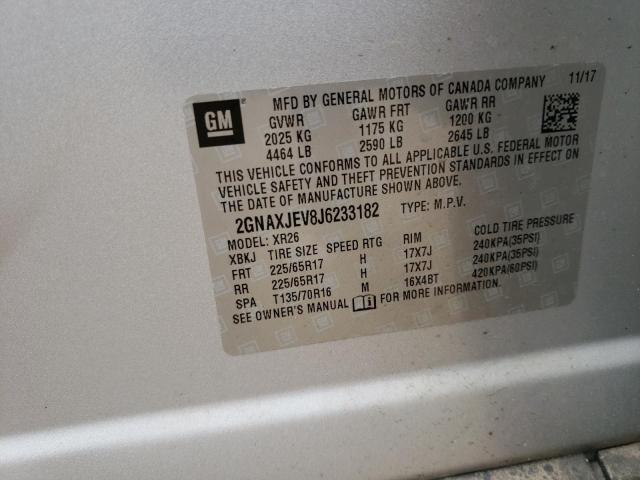 GM
MFD BY GENERAL MOTORS OF CANADA COMPANY 11/17
GVWR GAWR FRT GAWR RR
2025 KG 1175 KG 1200 KG
4464 LB 2590 LB 2645 LB
THIS VEHICLE CONFORMS TO ALL APPLICABLE U.S. FEDERAL MOTOR
VEHICLE SAFETY AND THEFT PREVENTION STANDARDS IN EFFECT ON
THE DATE OF MANUFACTURE SHOWN ABOVE.
2GNAXJEV8J6233182 TYPE: M.P.V.
MODEL: XR26
XBKJ TIRE SIZE SPEED RTG RIM COLD TIRE PRESSURE
FRT 225/65R17 H 17X7J 240KPA(35PSI)
RR 225/65R17 H 17X7J 240KPA(35PSI)
SPA T135/70R16 M 16X4BT 420KPA(60PSI)
SEE OWNER'S MANUAL FOR MORE INFORMATION